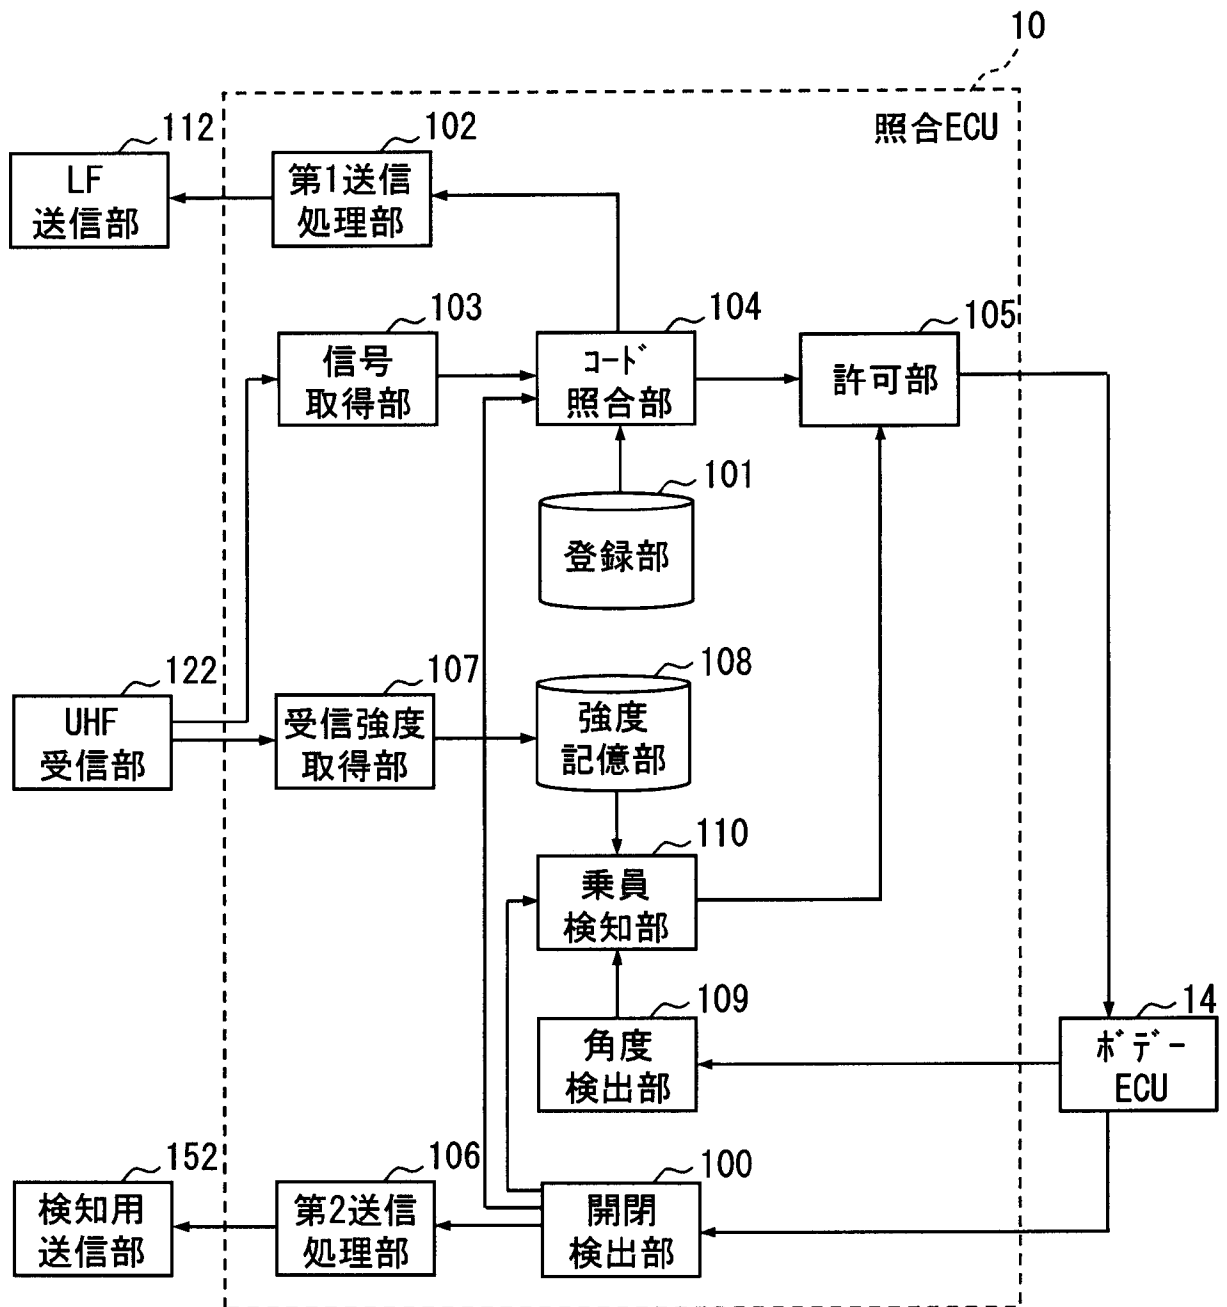 10
照合ECU
112
LF
送信部
102
第1送信
処理部
103
信号
取得部
104
ｺｰﾄﾞ
照合部
105
許可部
101
登録部
122
UHF
受信部
107
受信強度
取得部
108
強度
記憶部
110
乗員
検知部
109
角度
検出部
14
ﾎﾞﾃﾞｰ
ECU
152
検知用
送信部
106
第2送信
処理部
100
開閉
検出部